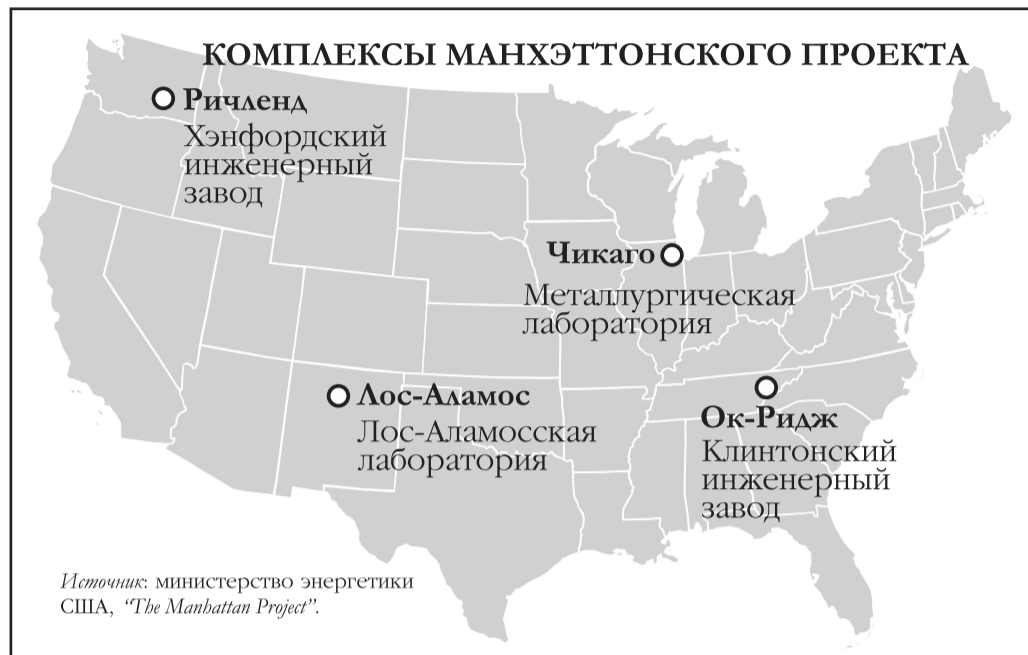 КОМПЛЕКСЫ МАНХЭТТОНСКОГО ПРОЕКТА
Ричленд
Хэнфордский
инженерный
завод
Чикаго
Металлургическая
лаборатория
Лос-Аламос
Лос-Аламосская
лаборатория
Ок-Ридж
Клинтонский
инженерный
завод
Источник: министерство энергетики
США, “The Manhattan Project”.